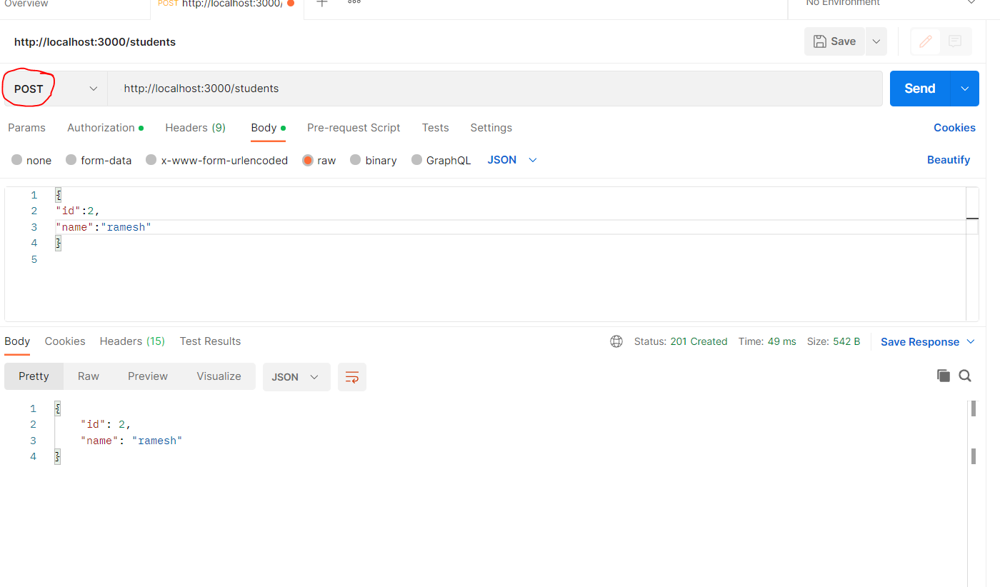 Overview POST http://localhost:3000/ No Environment
http://localhost:3000/students Save
POST http://localhost:3000/students Send
Params Authorization Headers (9) Body Pre-request Script Tests Settings Cookies
none form-data x-www-form-urlencoded raw binary GraphQL JSON Beautify
1 {
2 "id":2,
3 "name":"ramesh"
4 }
5
Body Cookies Headers (15) Test Results Status: 201 Created Time: 49 ms Size: 542 B Save Response
Pretty Raw Preview Visualize JSON
1 {
2 "id": 2,
3 "name": "ramesh"
4 }